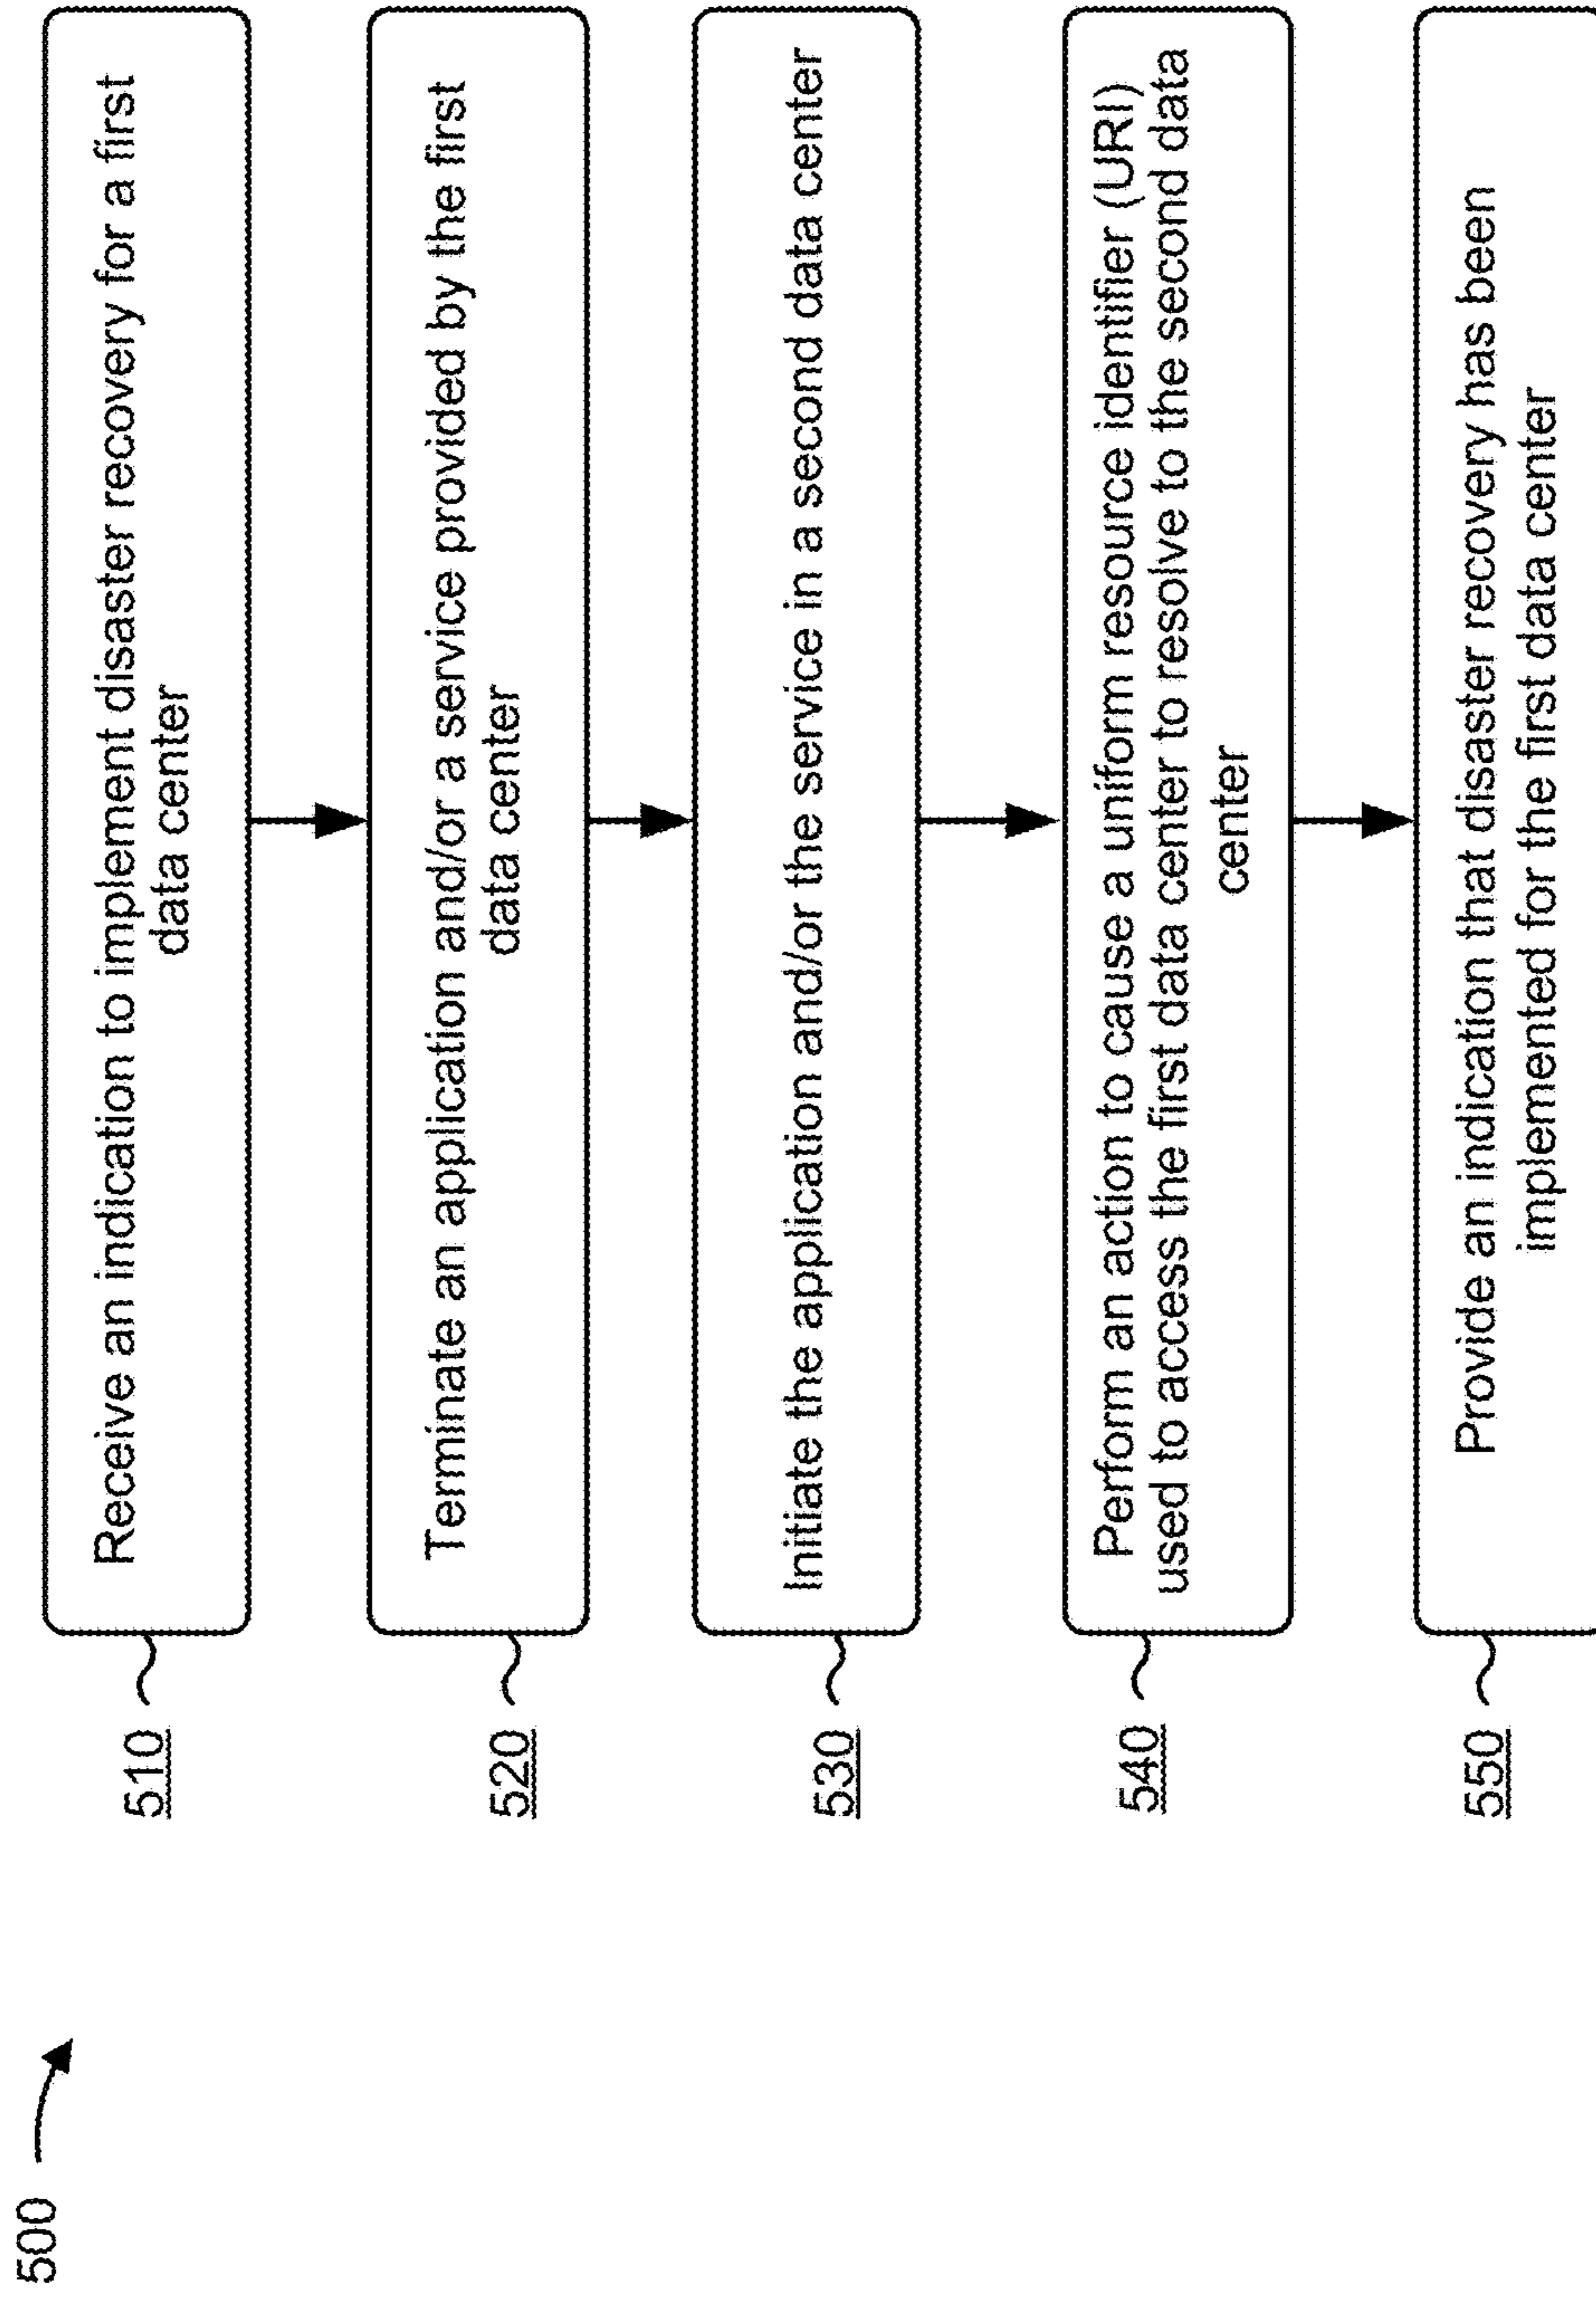 500
510
Receive an indication to implement disaster recovery for a first
data center
520
Terminate an application and/or a service provided by the first
data center
530
Initiate the application and/or the service in a second data center
540
Perform an action to cause a uniform resource identifier (URI)
used to access the first data center to resolve to the second data
center
550
Provide an indication that disaster recovery has been
implemented for the first data center